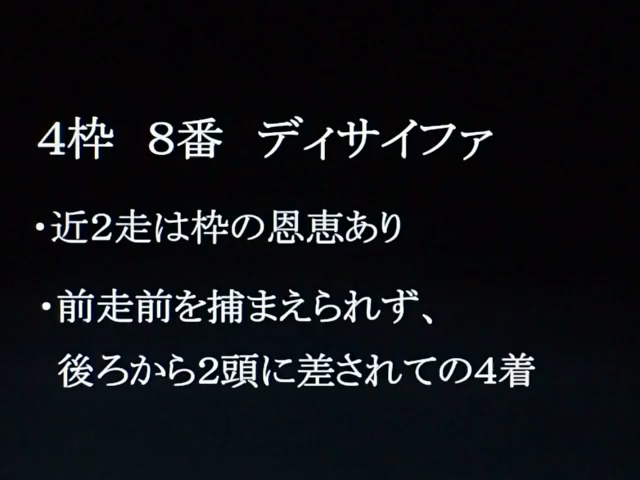 4枠 8番 ディサイファ
・近2走は枠の恩恵あり
・前走前を捕まえられず、
後ろから2頭に差されての4着